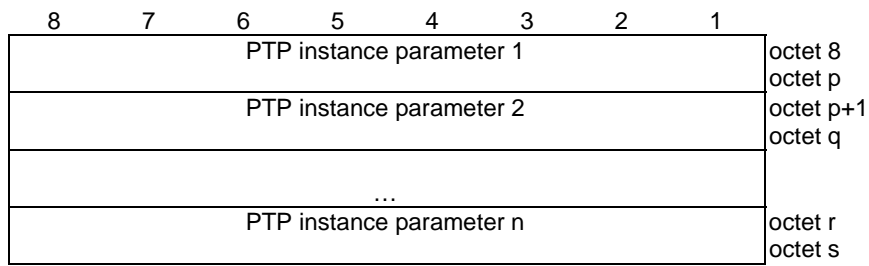 8 7 6 5 4 3 2 1
PTP instance parameter 1 octet 8
octet p
PTP instance parameter 2 octet p+1
octet q
…
PTP instance parameter n octet r
octet s